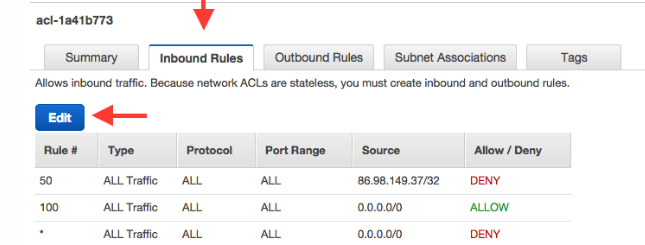 acl-1a41b773
Summary Inbound Rules Outbound Rules Subnet Associations Tags
Allows inbound traffic. Because network ACLs are stateless, you must create inbound and outbound rules.
Edit
Rule # Type Protocol Port Range Source Allow / Deny
50 ALL Traffic ALL ALL 86.98.149.37/32 DENY
100 ALL Traffic ALL ALL 0.0.0.0/0 ALLOW
* ALL Traffic ALL ALL 0.0.0.0/0 DENY